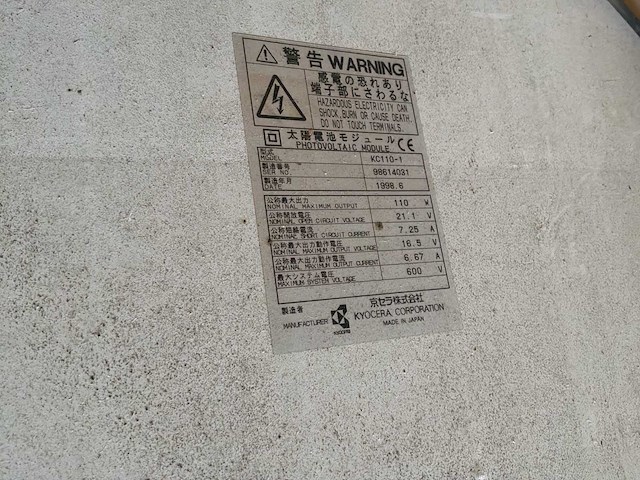 警告 WARNING
感電の恐れあり
端子部にさわるな
HAZARDOUS ELECTRICITY CAN
SHOCK, BURN OR CAUSE DEATH.
DO NOT TOUCH TERMINALS.
太陽電池モジュール CE
PHOTOVOLTAIC MODULE
型式
MODEL KC110-1
製造番号
SER NO. 98614031
製造年月
DATE 1998.6
公称最大出力
NOMINAL MAXIMUM OUTPUT 110 W
公称開放電圧
NOMINAL OPEN CIRCUIT VOLTAGE 21.1 V
公称短絡電流
NOMINAL SHORT CIRCUIT CURRENT 7.25 A
公称最大出力動作電圧
NOMINAL MAXIMUM OUTPUT VOLTAGE 16.5 V
公称最大出力動作電流
NOMINAL MAXIMUM OUTPUT CURRENT 6.67 A
最大システム電圧
MAXIMUM SYSTEM VOLTAGE 600 V
製造者
MANUFACTURER
KYOCERA
京セラ株式会社
KYOCERA CORPORATION
MADE IN JAPAN